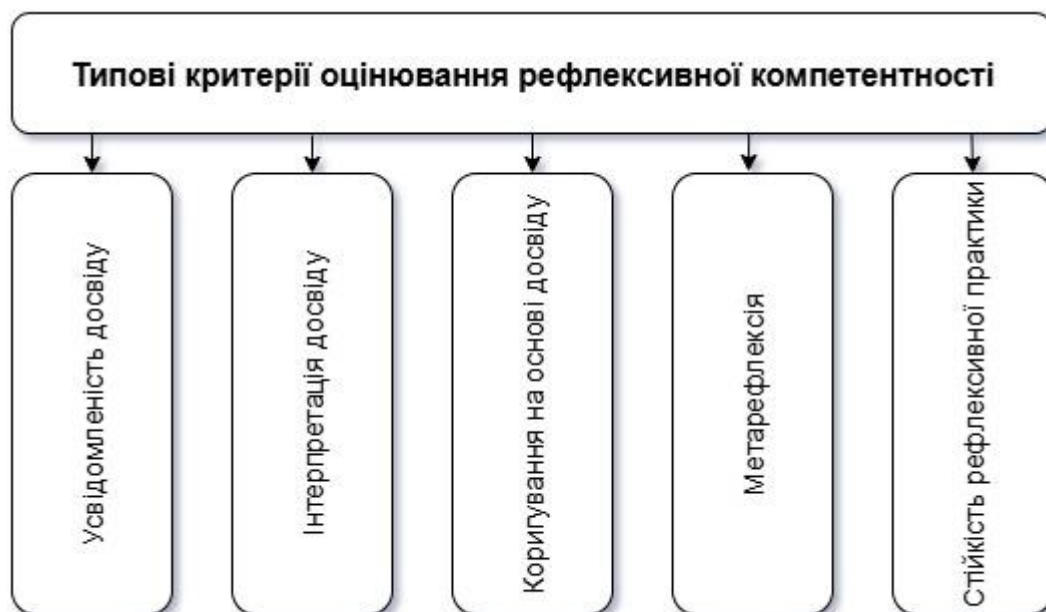 Типові критерії оцінювання рефлексивної компетентності
Усвідомленість досвіду
Інтерпретація досвіду
Коригування на основі досвіду
Метарефлексія
Стійкість рефлексивної практики